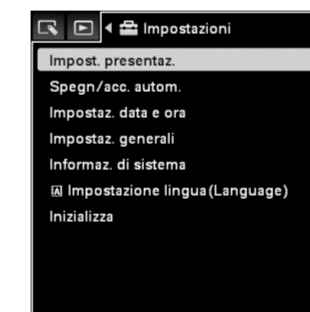 Impostazioni
Impost. presentaz.
Spegn/acc. autom.
Impostaz. data e ora
Impostaz. generali
Informaz. di sistema
A Impostazione lingua(Language)
Inizializza